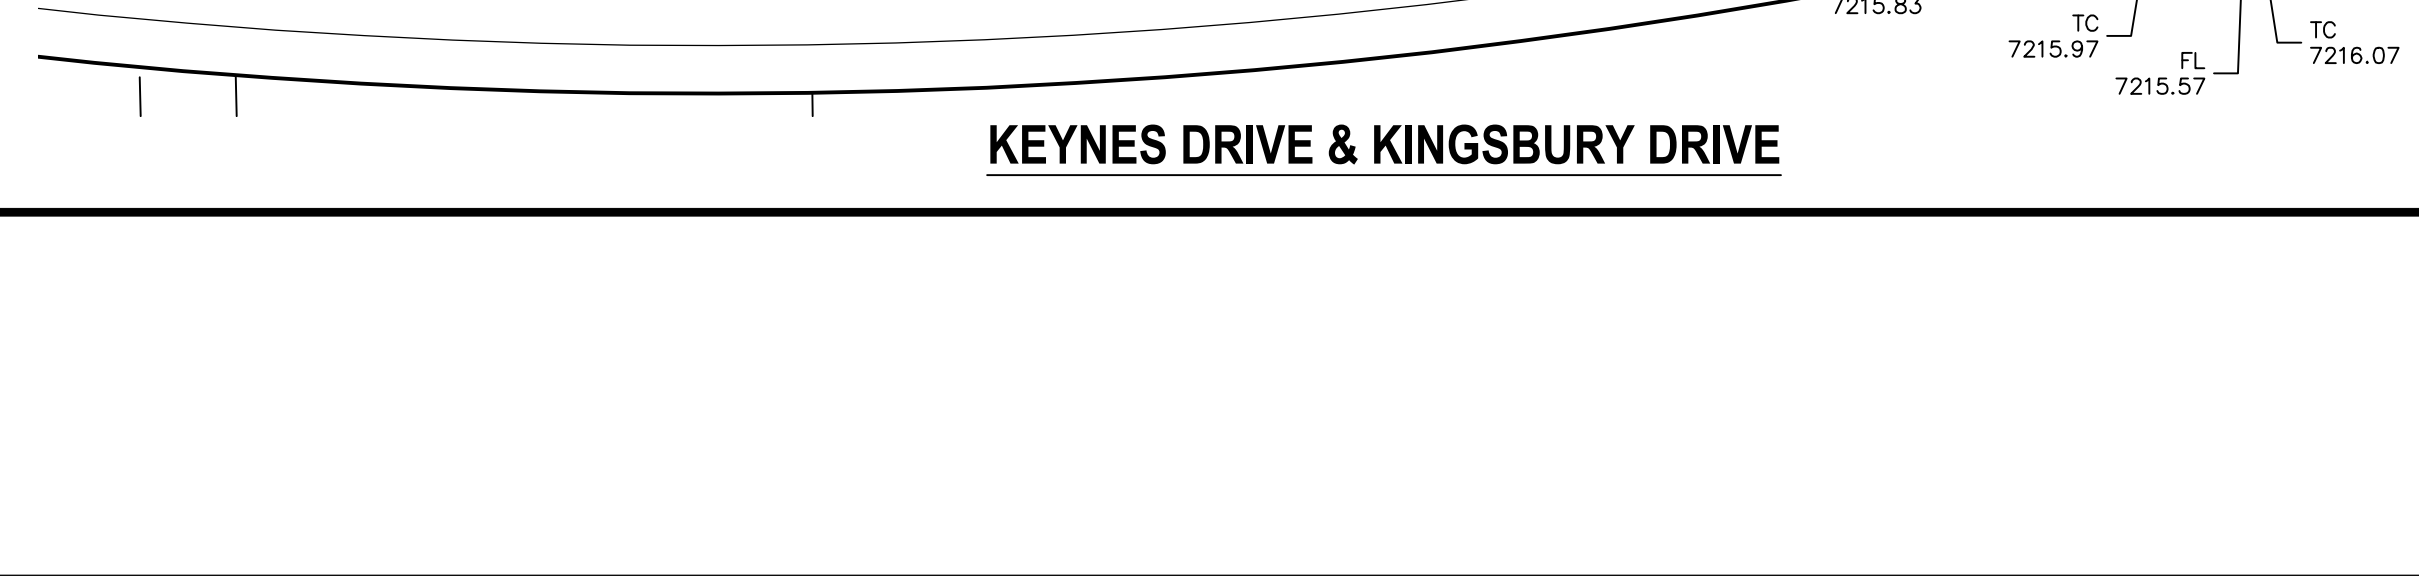 7215.83
TC
7215.97
FL
7215.57
TC
7216.07
KEYNES DRIVE & KINGSBURY DRIVE